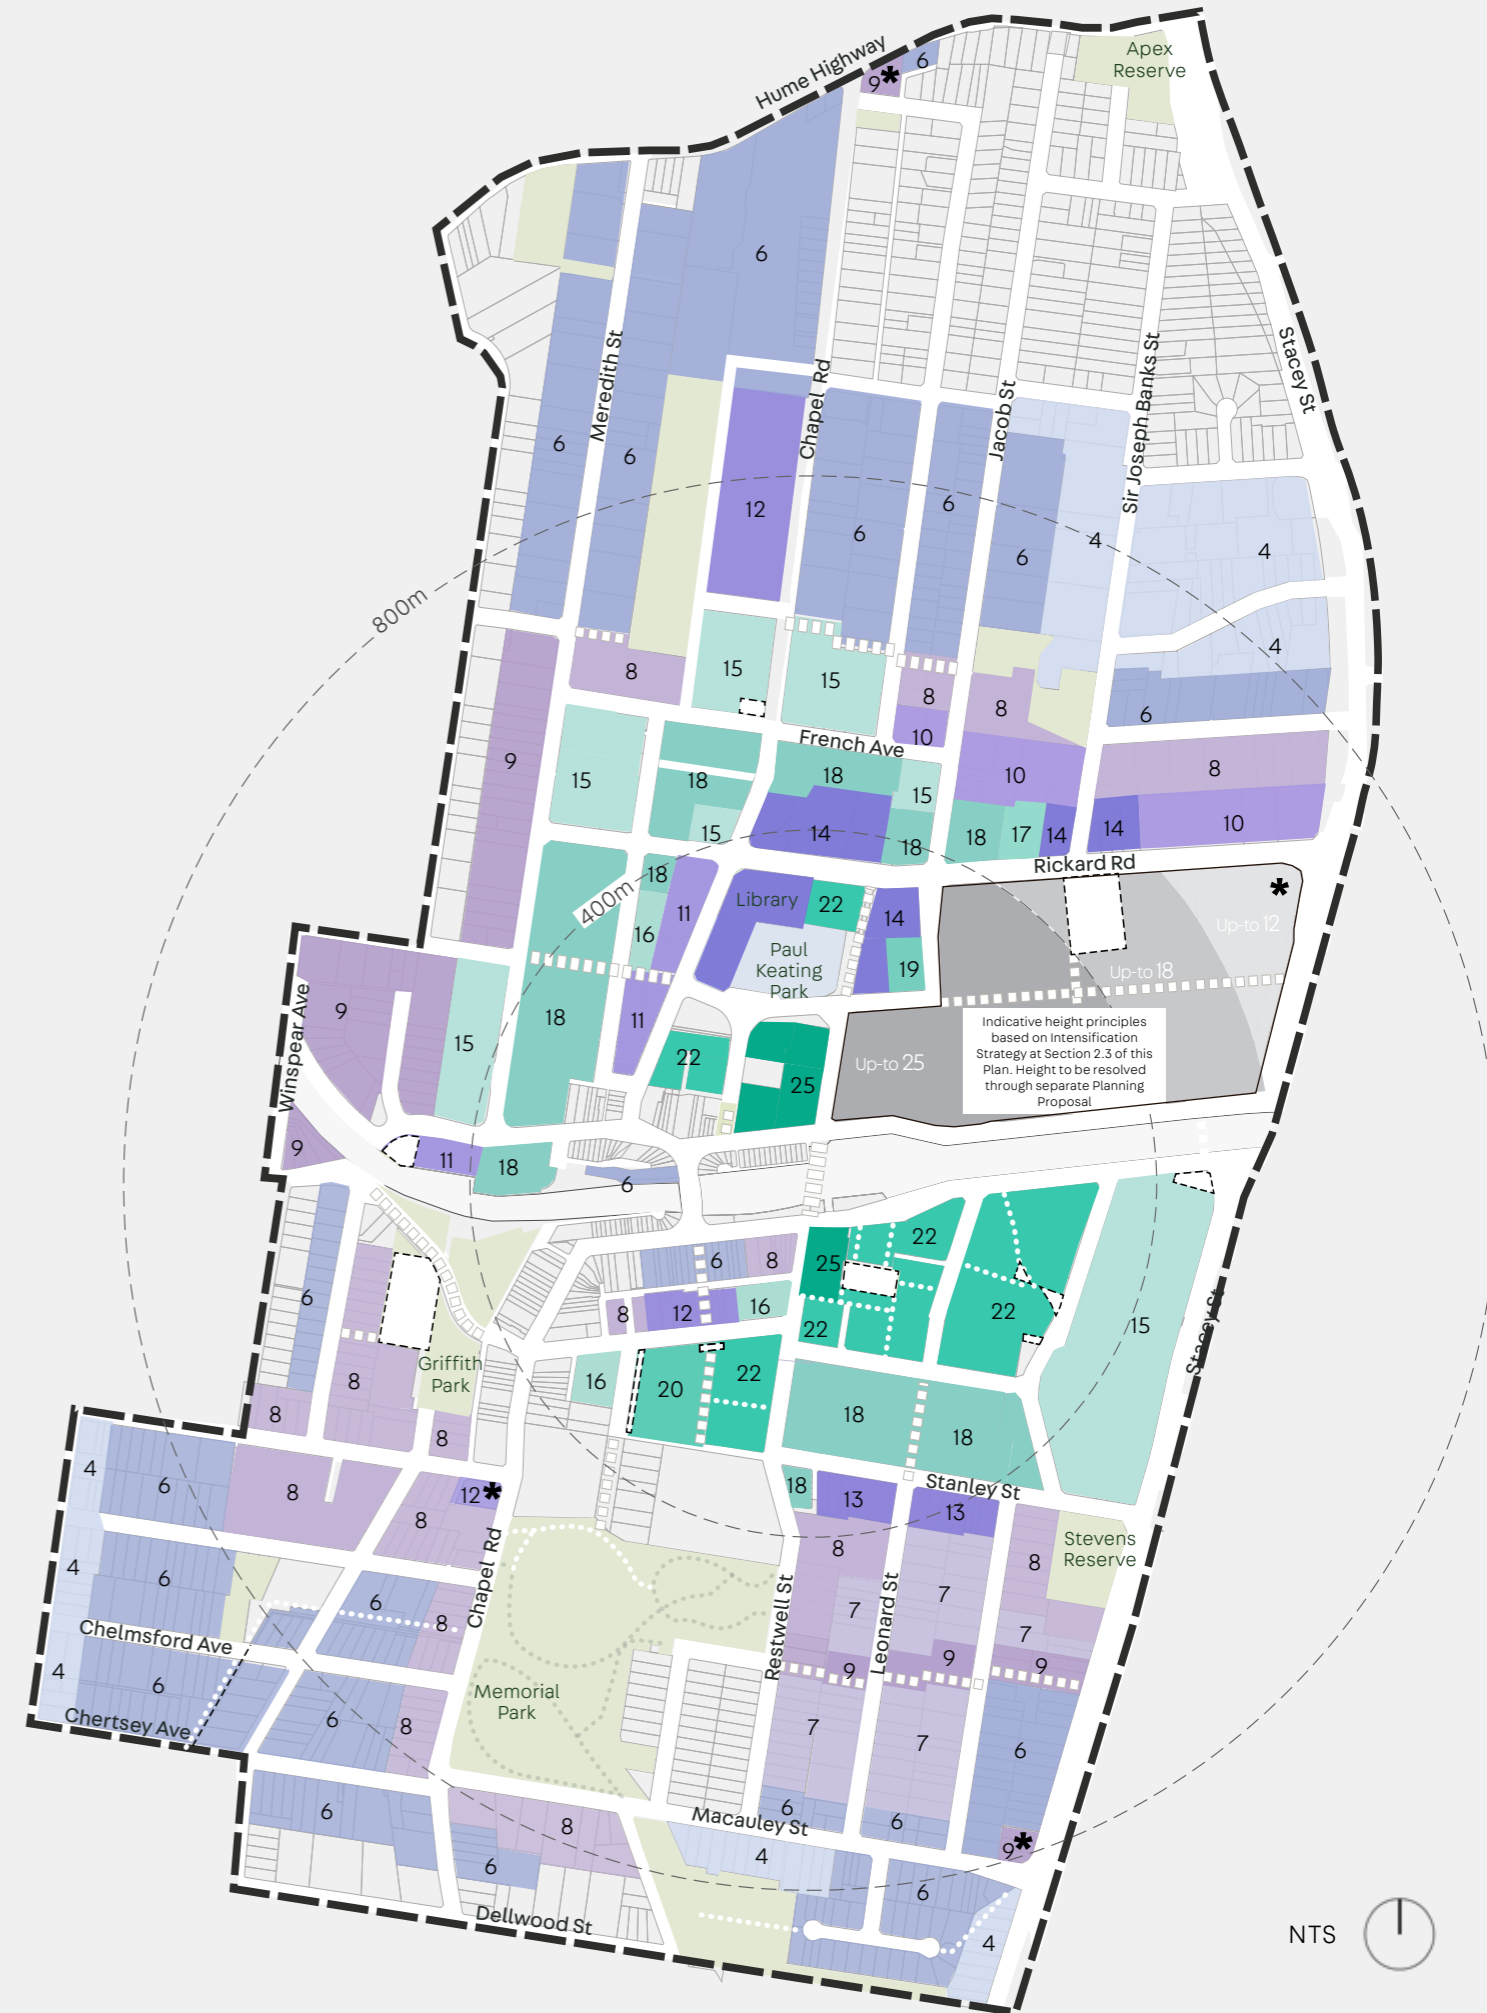 Hume Highway
6
9*
Apex
Reserve
6
Meredith St
Chapel Rd
Jacob St
Sir Joseph Banks St
Stacey St
6
6
12
6
6
6
4
4
800m
4
8
15
15
8
8
6
10
French Ave
9
15
18
18
15
10
8
15
14
18
18
17
14
14
10
Rickard Rd
18
400m
11
16
Library
22
14
*
Up-to 12
Paul
Keating
Park
19
Up-to 18
9
15
18
11
22
25
Up-to 25
Indicative height principles
based on Intensification
Strategy at Section 2.3 of this
Plan. Height to be resolved
through separate Planning
Proposal
Winspear Ave
9
11
18
6
22
6
8
25
6
8
12
16
22
22
15
Stacey St
Griffith
Park
8
16
20
22
8
8
18
18
4
6
8
12*
18
13
13
Stanley St
8
Chapel Rd
8
8
Stevens
Reserve
4
6
6
8
7
7
7
Restwell St
Leonard St
Chelmsford Ave
4
6
9
9
9
Memorial
Park
Chertsey Ave
6
8
7
7
6
6
8
6
6
Macauley St
9*
4
6
6
Dellwood St
4
NTS